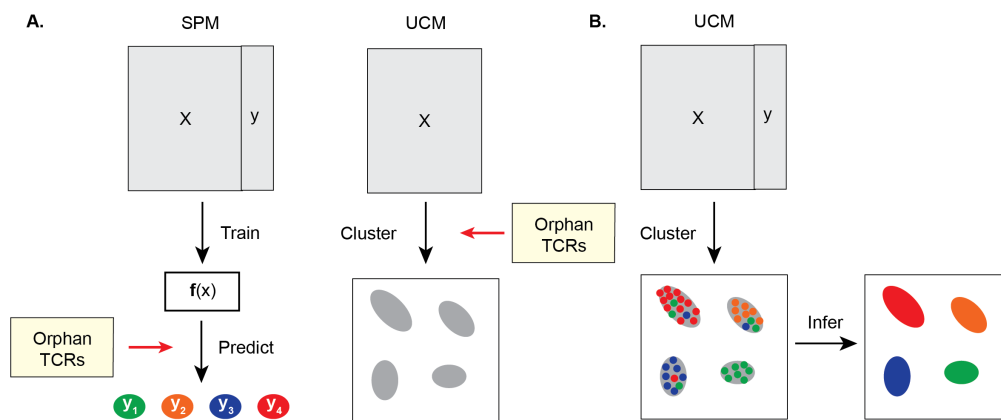 A.
SPM
X
y
Train
f(x)
Orphan
TCRs
Predict
y1
y2
y3
y4
UCM
X
Cluster
Orphan
TCRs
B.
UCM
X
y
Cluster
Infer